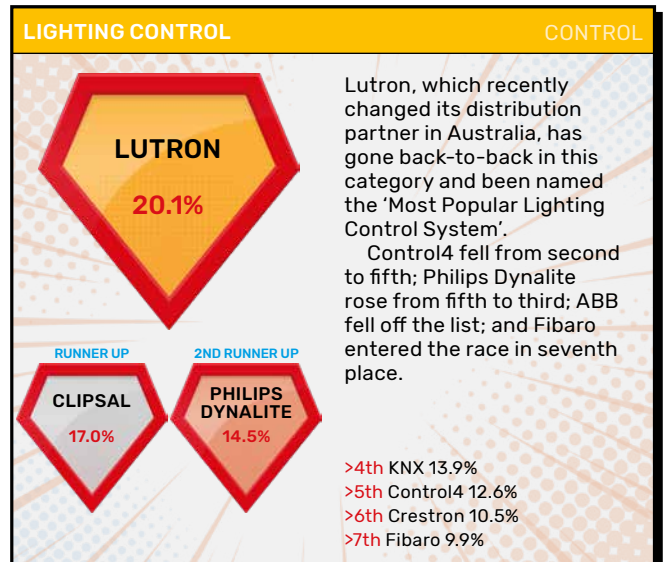 LIGHTING CONTROL
CONTROL
LUTRON
20.1%
RUNNER UP
CLIPSAL
17.0%
2ND RUNNER UP
PHILIPS
DYNALITE
14.5%
Lutron, which recently
changed its distribution
partner in Australia, has
gone back-to-back in this
category and been named
the ‘Most Popular Lighting
Control System’.
Control4 fell from second
to fifth; Philips Dynalite
rose from fifth to third; ABB
fell off the list; and Fibaro
entered the race in seventh
place.
>4th KNX 13.9%
>5th Control4 12.6%
>6th Crestron 10.5%
>7th Fibaro 9.9%